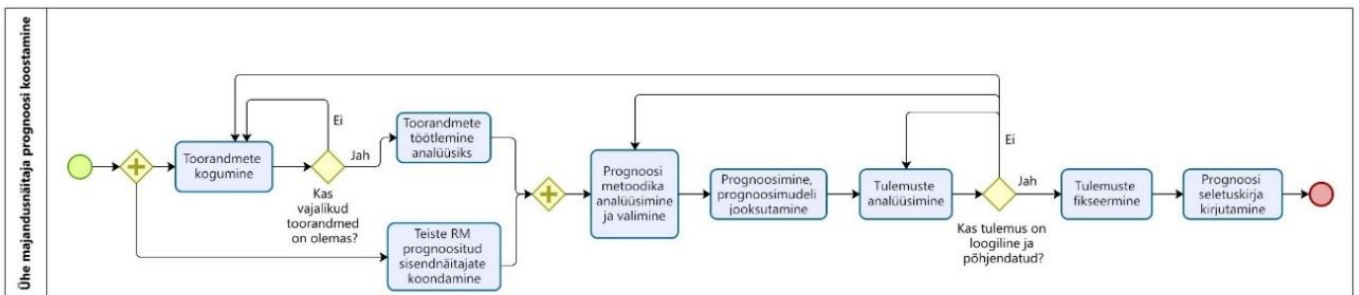 Ühe majandusnäitaja prognoosi koostamine
Toorandmete
kogumine
Ei
Jah
Kas
vajalikud
toorandmed
on olemas?
Toorandmete
töötlemine
analüüsiks
Teiste RM
prognoositud
sisendnäitajate
koondamine
Prognoosi
metoodika
analüüsimine
ja valimine
Prognoosimine,
prognoosimudeli
jooksutamine
Tulemuste
analüüsimine
Ei
Jah
Kas tulemus on
loogiline ja
põhjendatud?
Tulemuste
fikseermine
Prognoosi
seletuskirja
kirjutamine